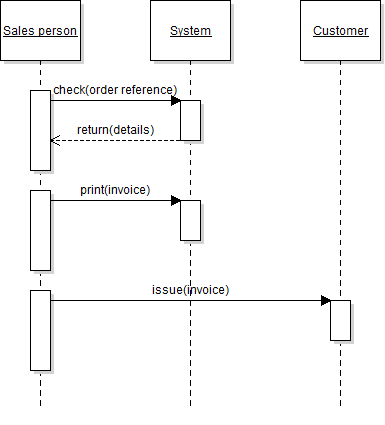 Sales person
System
Customer
check(order reference)
return(details)
print(invoice)
issue(invoice)